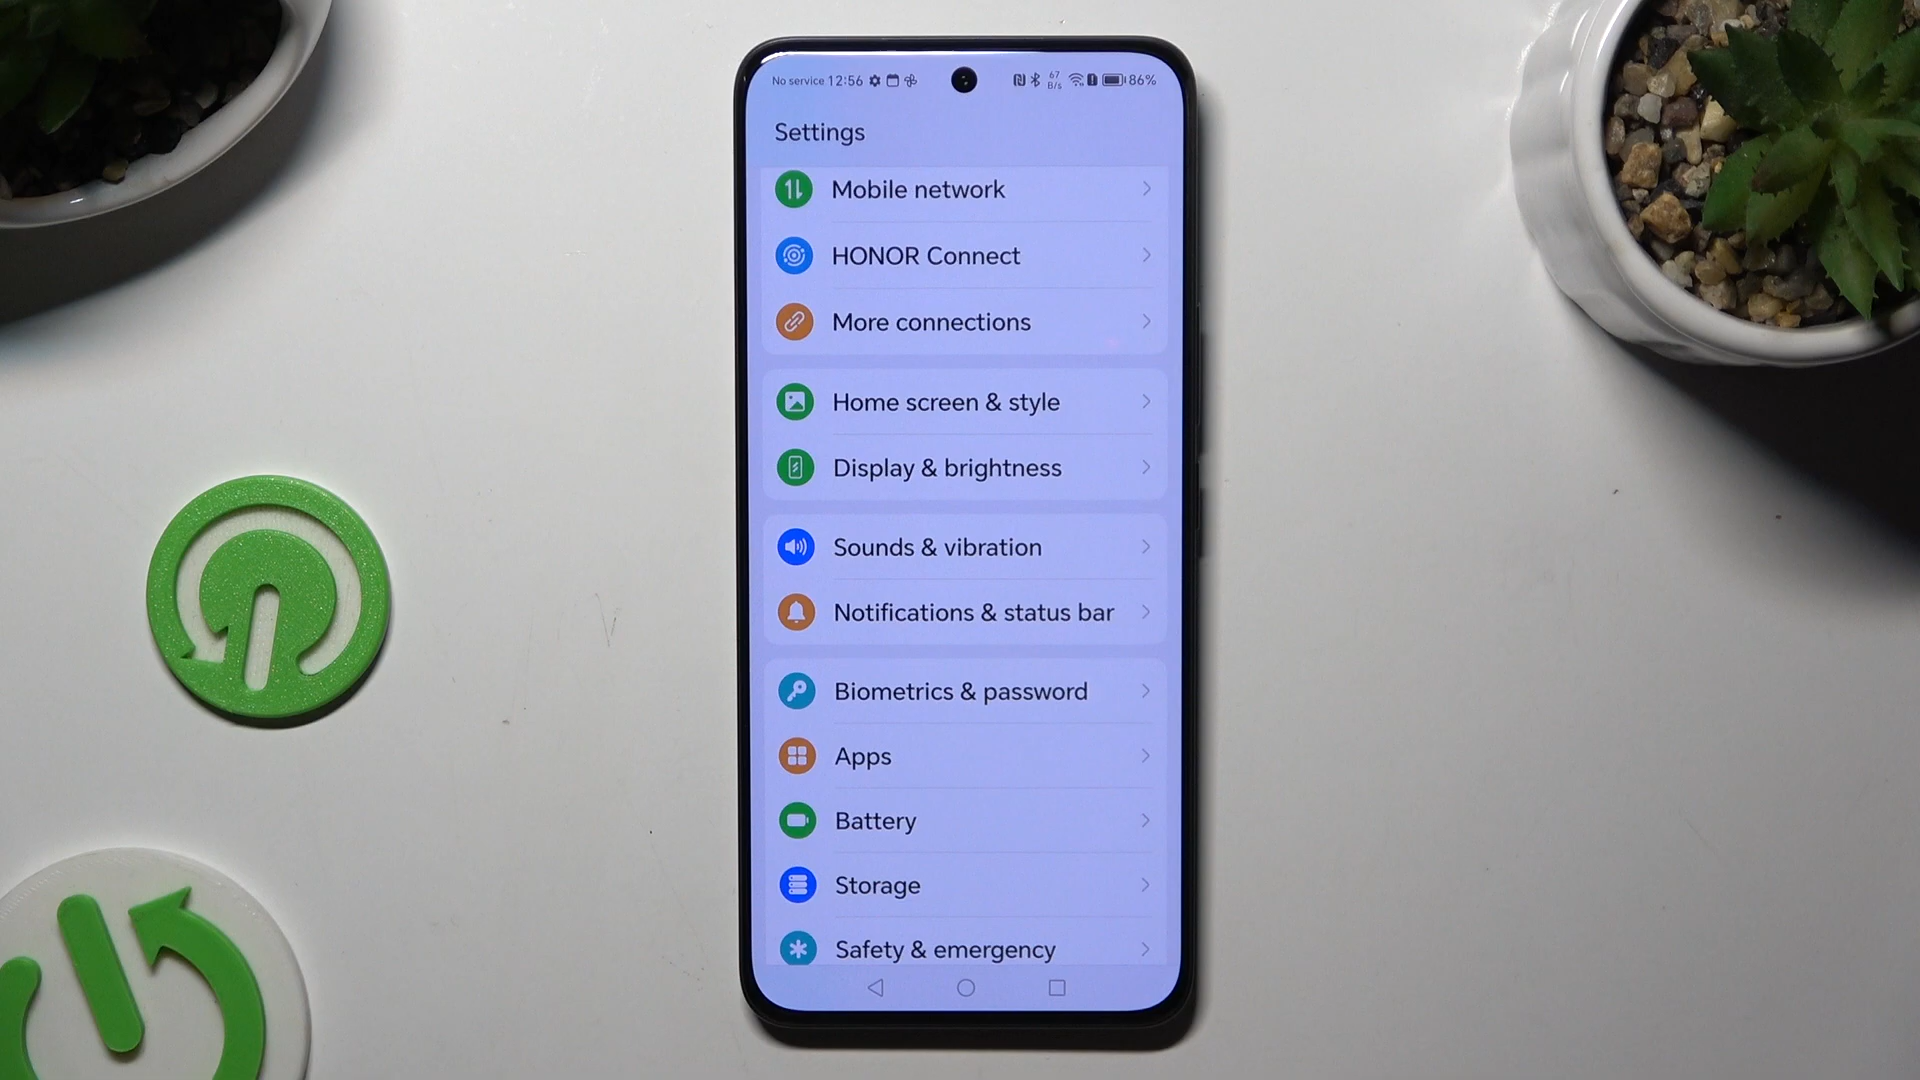 No service 12:56 67 B/s 86%
Settings
Mobile network
HONOR Connect
More connections
Home screen & style
Display & brightness
Sounds & vibration
Notifications & status bar
Biometrics & password
Apps
Battery
Storage
Safety & emergency